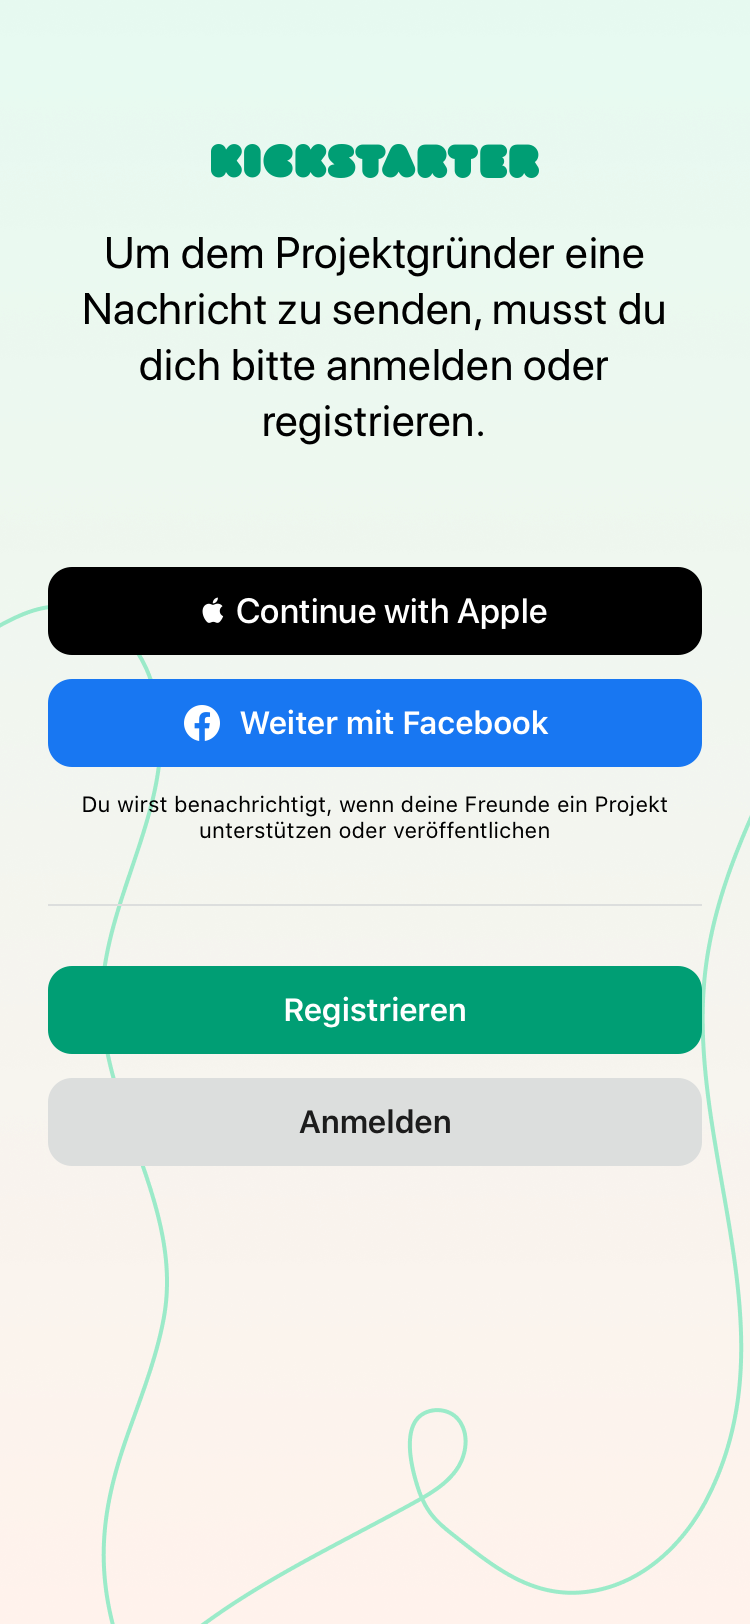 KICKSTARTER
Um dem Projektgründer eine
Nachricht zu senden, musst du
dich bitte anmelden oder
registrieren.
Continue with Apple
Weiter mit Facebook
Du wirst benachrichtigt, wenn deine Freunde ein Projekt
unterstützen oder veröffentlichen
Registrieren
Anmelden